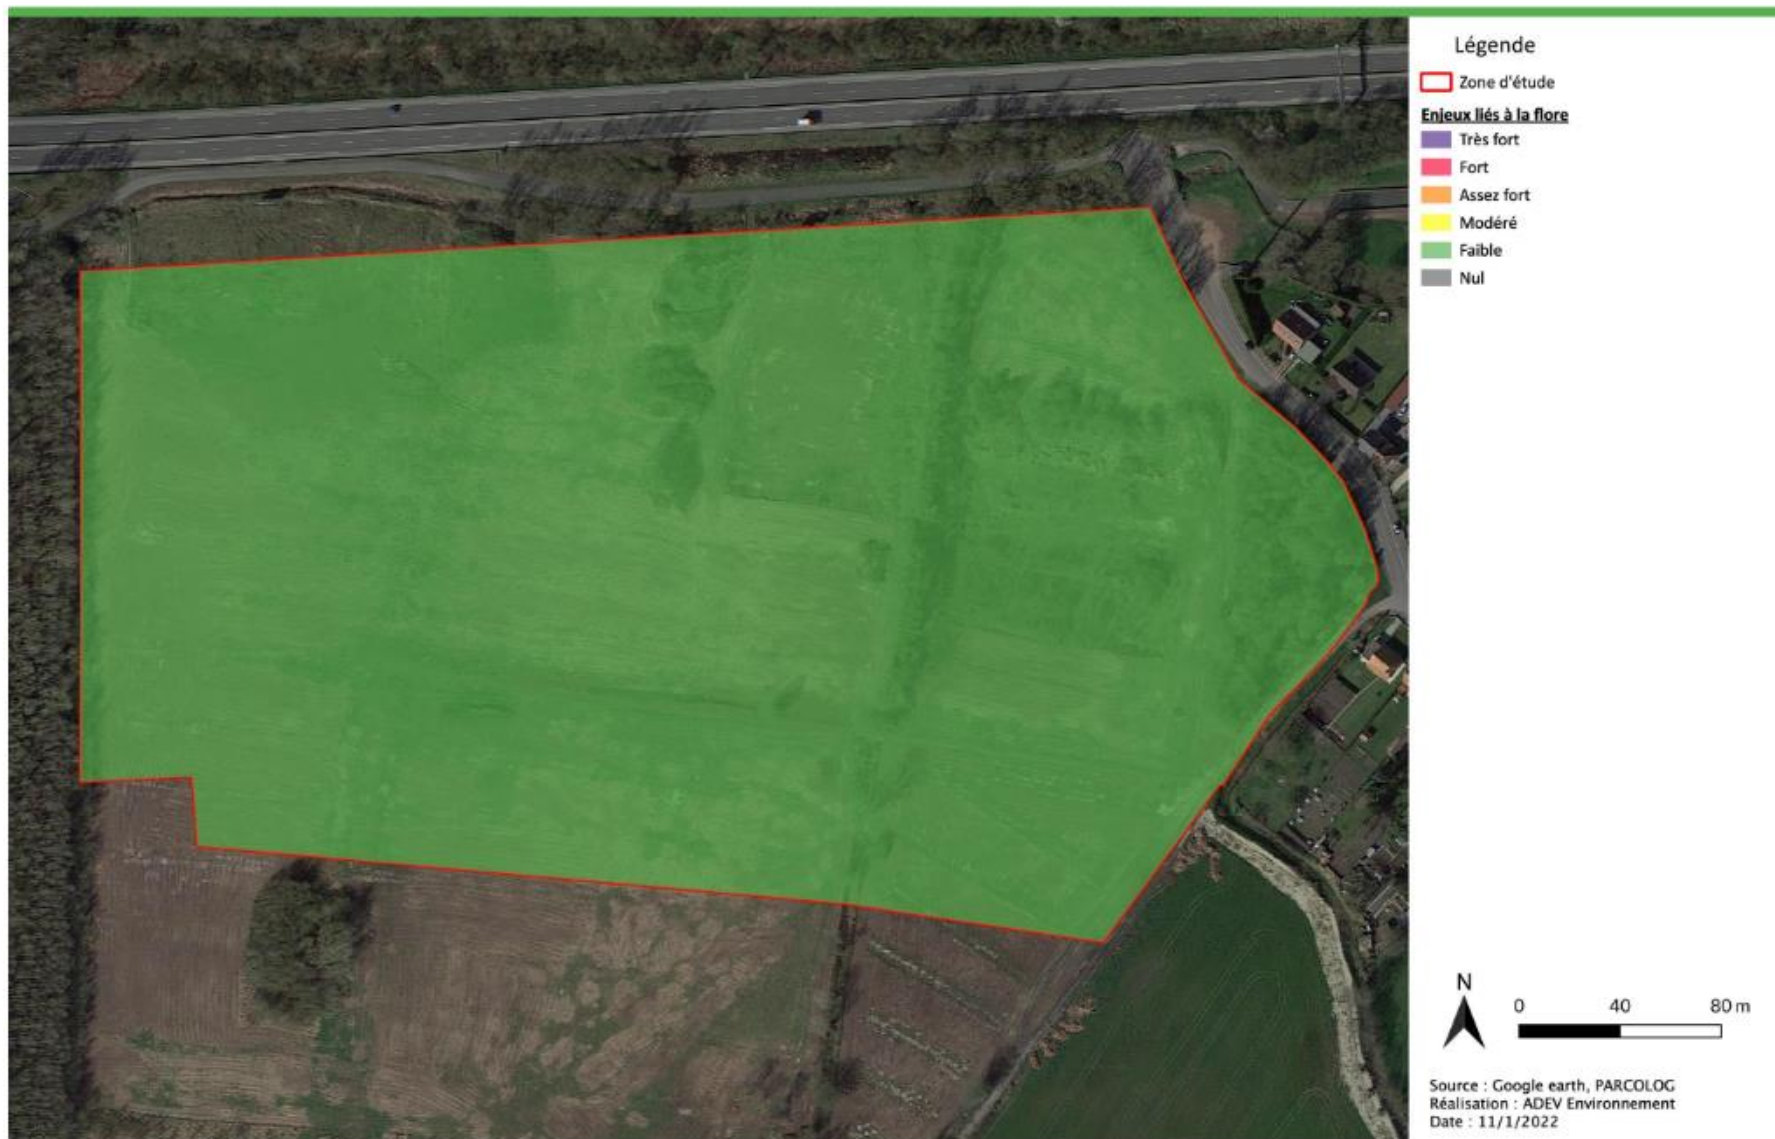 Légende
Zone d'étude
Enjeux liés à la flore
Très fort
Fort
Assez fort
Modéré
Faible
Nul
N
0 40 80 m
Source : Google earth, PARCOLOG
Réalisation : ADEV Environnement
Date : 11/1/2022